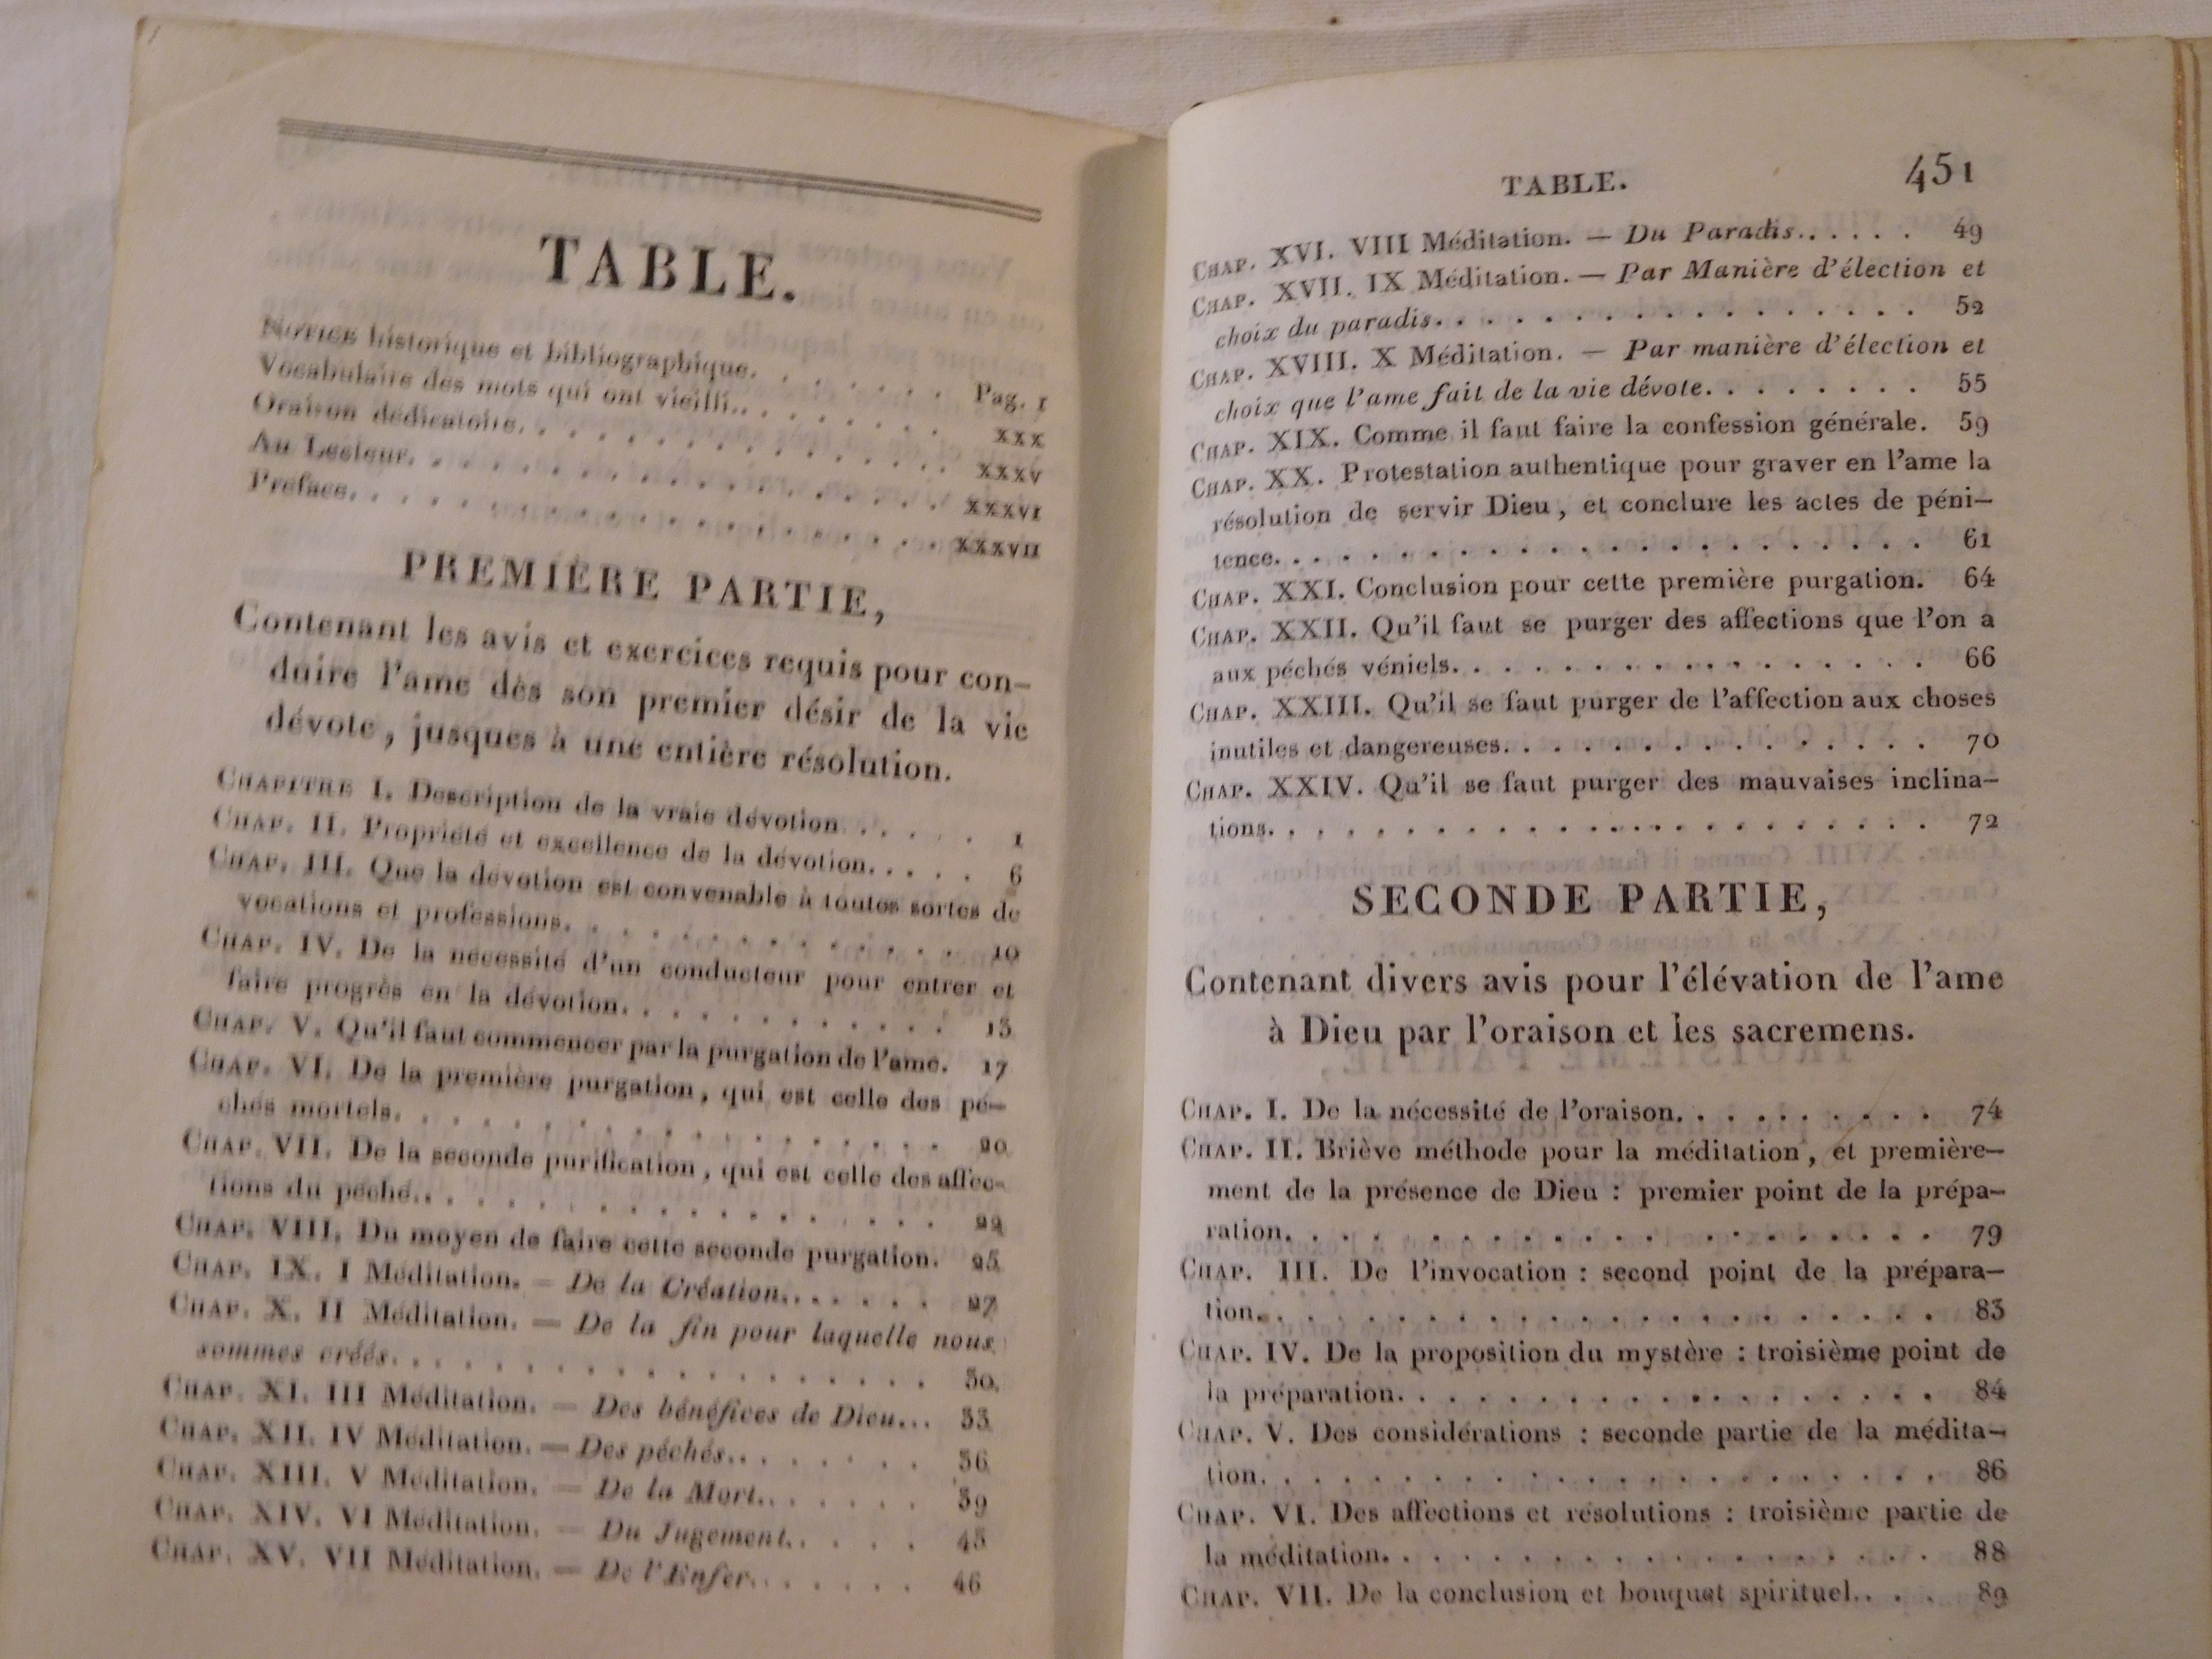 TABLE.
Notice historique et bibliographique. . . . . . . Pag. I
Vocabulaire des mots qui ont vieilli. . . . . . . . XXX
Oraison dédicatoire. . . . . . . . . . . . . . . XXXV
Au Lecteur. . . . . . . . . . . . . . . . . . XXXVI
Préface. . . . . . . . . . . . . . . . . . . XXXVII
PREMIÈRE PARTIE,
Contenant les avis et exercices requis pour con-
duire l'ame dès son premier désir de la vie
dévote, jusques à une entière résolution.
CHAPITRE I. Description de la vraie dévotion . . . . . 1
CHAP. II. Propriété et excellence de la dévotion. . . . . 6
CHAP. III. Que la dévotion est convenable à toutes sortes de
vocations et professions. . . . . . . . . . . . . 10
CHAP. IV. De la nécessité d'un conducteur pour entrer et
faire progrès en la dévotion. . . . . . . . . . . . 13
CHAP. V. Qu'il faut commencer par la purgation de l'ame. 17
CHAP. VI. De la première purgation, qui est celle des pé-
chés mortels. . . . . . . . . . . . . . . . . . 20
CHAP. VII. De la seconde purification, qui est celle des affec-
tions du péché. . . . . . . . . . . . . . . . . 22
CHAP. VIII. Du moyen de faire cette seconde purgation. 25
CHAP. IX. I Méditation. — De la Création. . . . . . . 27
CHAP. X. II Méditation. — De la fin pour laquelle nous
sommes créés. . . . . . . . . . . . . . . . . . 30
CHAP. XI. III Méditation. — Des bénéfices de Dieu. . . 33
CHAP. XII. IV Méditation. — Des péchés. . . . . . . . 36
CHAP. XIII. V Méditation. — De la Mort. . . . . . . 39
CHAP. XIV. VI Méditation. — Du Jugement. . . . . . 43
CHAP. XV. VII Méditation. — De l'Enfer. . . . . . . 46
TABLE. 451
CHAP. XVI. VIII Méditation. — Du Paradis. . . . . . 49
CHAP. XVII. IX Méditation. — Par Manière d'élection et
choix du paradis. . . . . . . . . . . . . . . . 52
CHAP. XVIII. X Méditation. — Par manière d'élection et
choix que l'ame fait de la vie dévote. . . . . . . . 55
CHAP. XIX. Comme il faut faire la confession générale. 59
CHAP. XX. Protestation authentique pour graver en l'ame la
résolution de servir Dieu, et conclure les actes de péni-
tence. . . . . . . . . . . . . . . . . . . . 61
CHAP. XXI. Conclusion pour cette première purgation. 64
CHAP. XXII. Qu'il faut se purger des affections que l'on a
aux péchés véniels. . . . . . . . . . . . . . . . 66
CHAP. XXIII. Qu'il se faut purger de l'affection aux choses
inutiles et dangereuses. . . . . . . . . . . . . . 70
CHAP. XXIV. Qu'il se faut purger des mauvaises inclina-
tions. . . . . . . . . . . . . . . . . . . . . 72
SECONDE PARTIE,
Contenant divers avis pour l'élévation de l'ame
à Dieu par l'oraison et les sacremens.
CHAP. I. De la nécessité de l'oraison. . . . . . . . . . 74
CHAP. II. Briève méthode pour la méditation, et première-
ment de la présence de Dieu : premier point de la prépa-
ration. . . . . . . . . . . . . . . . . . . . 79
CHAP. III. De l'invocation : second point de la prépara-
tion. . . . . . . . . . . . . . . . . . . . . 83
CHAP. IV. De la proposition du mystère : troisième point de
la préparation. . . . . . . . . . . . . . . . . 84
CHAP. V. Des considérations : seconde partie de la médita-
tion. . . . . . . . . . . . . . . . . . . . . 86
CHAP. VI. Des affections et résolutions : troisième partie de
la méditation. . . . . . . . . . . . . . . . . . 88
CHAP. VII. De la conclusion et bouquet spirituel. . . . 89